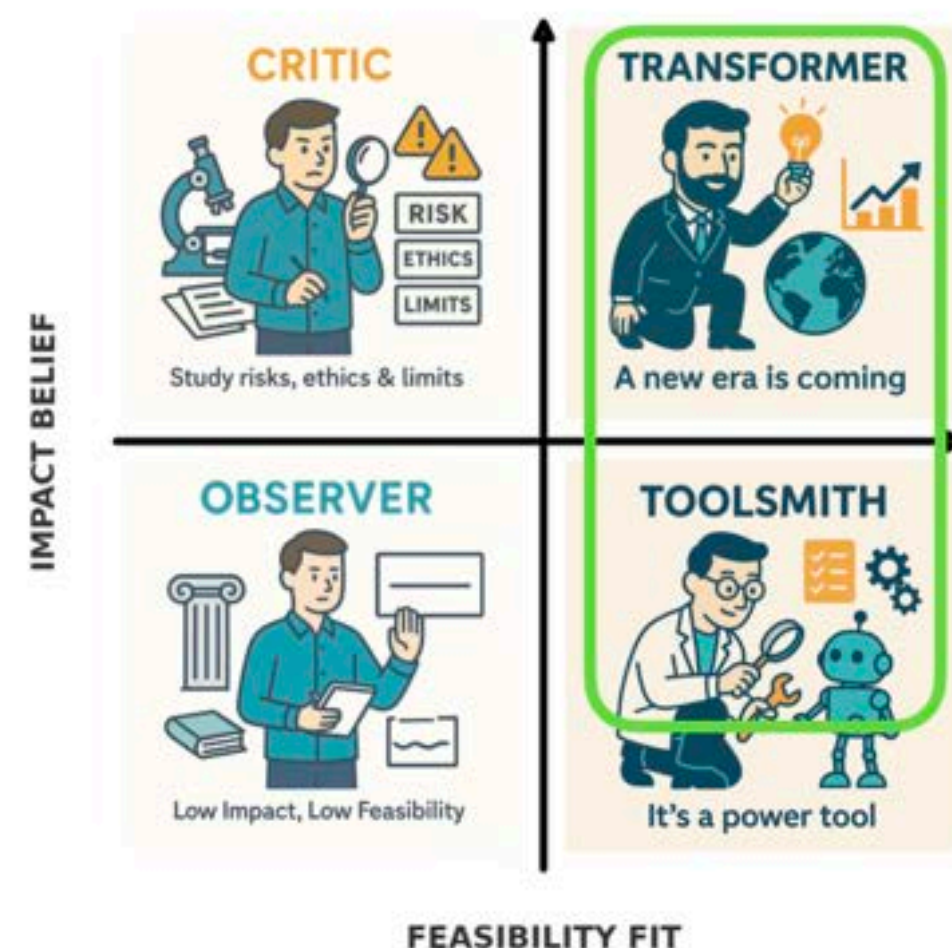 CRITIC
RISK
ETHICS
LIMITS
Study risks, ethics & limits
TRANSFORMER
A new era is coming
IMPACT BELIEF
OBSERVER
Low Impact, Low Feasibility
TOOLSMITH
It's a power tool
FEASIBILITY FIT